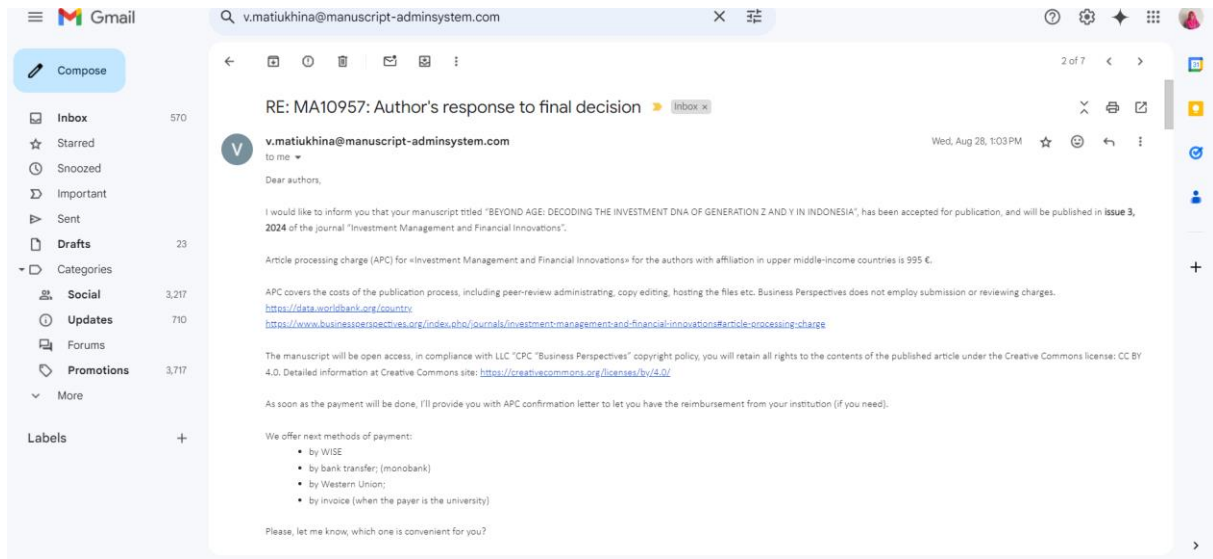 Gmail
v.matiukhina@manuscript-adminsystem.com
Compose
2 of 7
Inbox 570
Starred
Snoozed
Important
Sent
Drafts 23
Categories
Social 3,217
Updates 710
Forums
Promotions 3,717
More
Labels
RE: MA10957: Author's response to final decision Inbox x
V
v.matiukhina@manuscript-adminsystem.com Wed, Aug 28, 1:03 PM
to me
Dear authors,
I would like to inform you that your manuscript titled "BEYOND AGE: DECODING THE INVESTMENT DNA OF GENERATION Z AND Y IN INDONESIA", has been accepted for publication, and will be published in issue 3,
2024 of the journal "Investment Management and Financial Innovations".
Article processing charge (APC) for «Investment Management and Financial Innovations» for the authors with affiliation in upper middle-income countries is 995 €.
APC covers the costs of the publication process, including peer-review administrating, copy editing, hosting the files etc. Business Perspectives does not employ submission or reviewing charges.
https://data.worldbank.org/country
https://www.businessperspectives.org/index.php/journals/investment-management-and-financial-innovations#article-processing-charge
The manuscript will be open access, in compliance with LLC "CPC "Business Perspectives" copyright policy, you will retain all rights to the contents of the published article under the Creative Commons license: CC BY
4.0. Detailed information at Creative Commons site: https://creativecommons.org/licenses/by/4.0/
As soon as the payment will be done, I'll provide you with APC confirmation letter to let you have the reimbursement from your institution (if you need).
We offer next methods of payment:
• by WISE
• by bank transfer; (monobank)
• by Western Union;
• by invoice (when the payer is the university)
Please, let me know, which one is convenient for you?